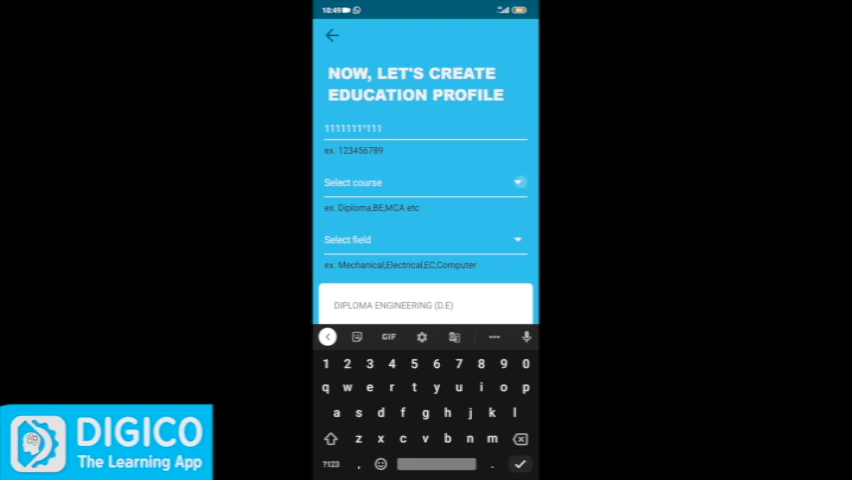 10:49
NOW, LET'S CREATE
EDUCATION PROFILE
ex. 123456789
Select course
ex. Diploma,BE,MCA etc
Select field
ex. Mechanical,Electrical,EC,Computer
DIPLOMA ENGINEERING (D.E)
GIF
1 2 3 4 5 6 7 8 9 0
q w e r t y u i o p
a s d f g h j k l
z x c v b n m
?123 , .
DIGICO
The Learning App